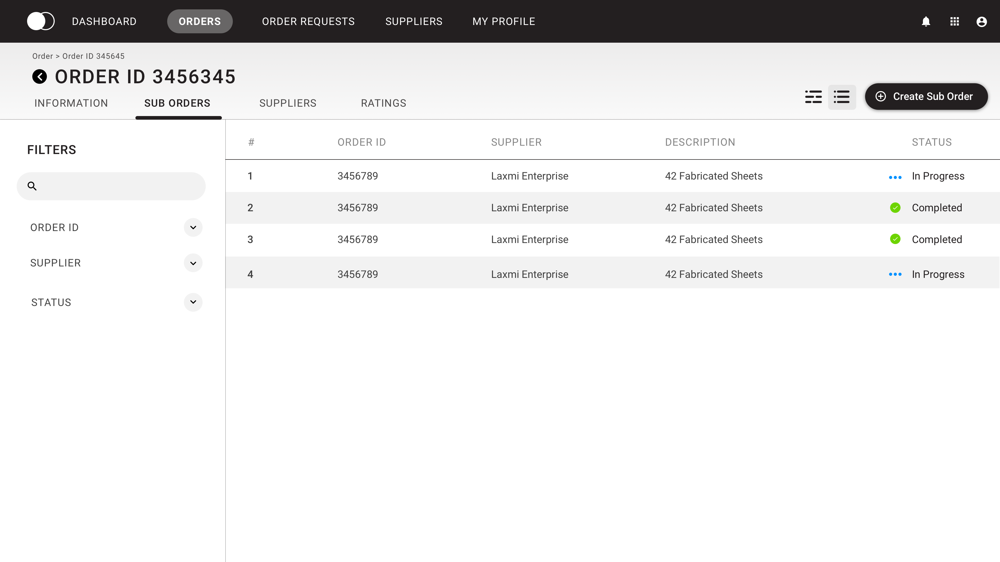 DASHBOARD ORDERS ORDER REQUESTS SUPPLIERS MY PROFILE
Order > Order ID 345645
ORDER ID 3456345
INFORMATION SUB ORDERS SUPPLIERS RATINGS
Create Sub Order
FILTERS
ORDER ID
SUPPLIER
STATUS
# ORDER ID SUPPLIER DESCRIPTION STATUS
1 3456789 Laxmi Enterprise 42 Fabricated Sheets In Progress
2 3456789 Laxmi Enterprise 42 Fabricated Sheets Completed
3 3456789 Laxmi Enterprise 42 Fabricated Sheets Completed
4 3456789 Laxmi Enterprise 42 Fabricated Sheets In Progress